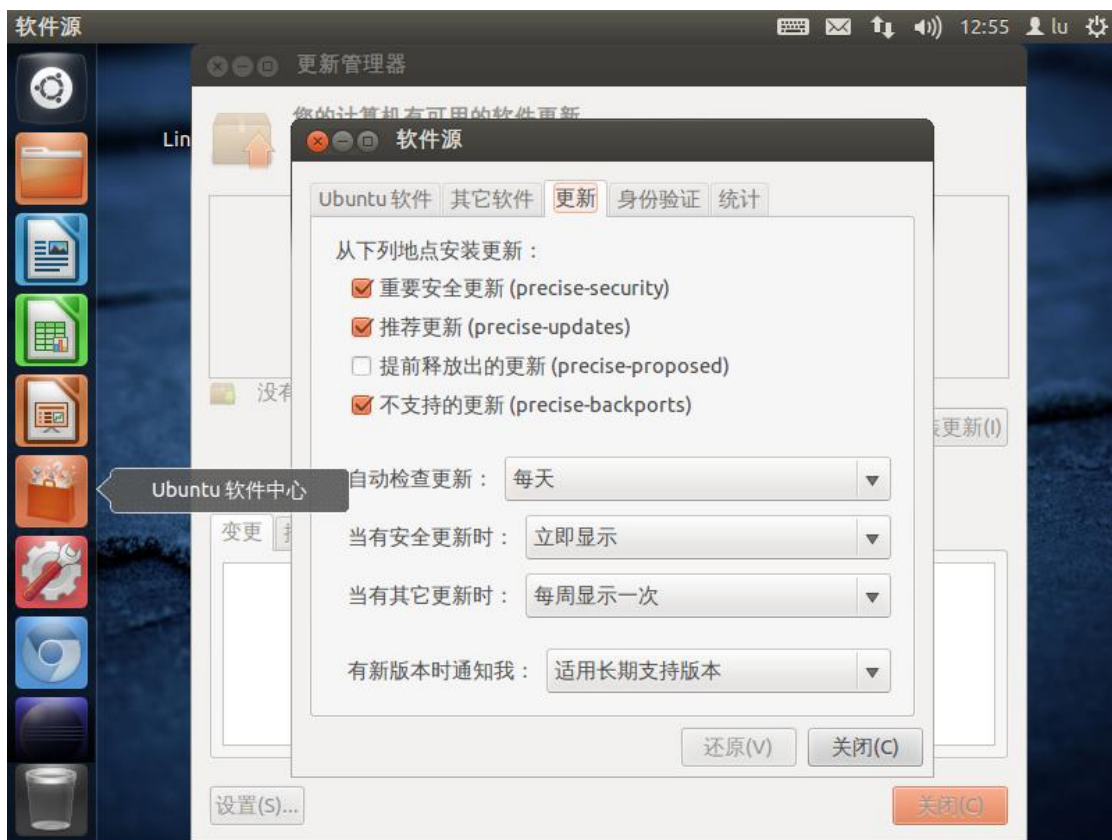 软件源
12:55
lu
更新管理器
您的计算机有可用的软件更新
Lin
软件源
Ubuntu 软件
其它软件
更新
身份验证
统计
从下列地点安装更新：
重要安全更新 (precise-security)
推荐更新 (precise-updates)
提前释放出的更新 (precise-proposed)
不支持的更新 (precise-backports)
没有
更新(I)
自动检查更新：
每天
Ubuntu 软件中心
变更
当有安全更新时：
立即显示
当有其它更新时：
每周显示一次
有新版本时通知我：
适用长期支持版本
还原(V)
关闭(C)
设置(S)...
关闭(C)